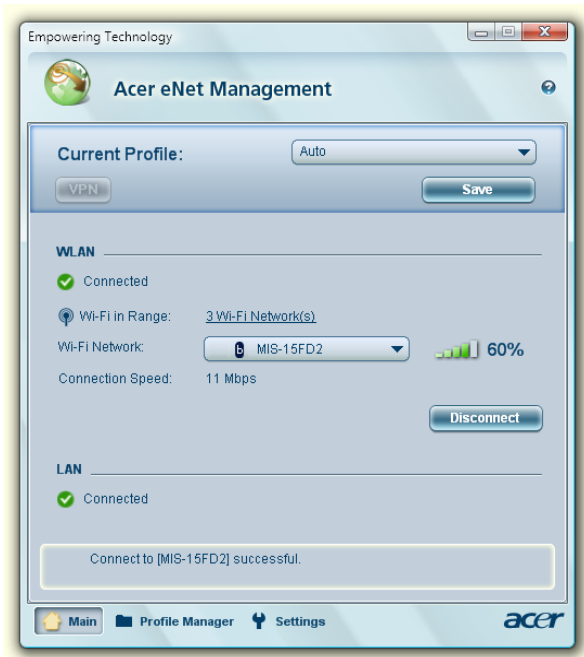 Empowering Technology
Acer eNet Management
Current Profile: Auto
VPN Save
WLAN
Connected
Wi-Fi in Range: 3 Wi-Fi Network(s)
Wi-Fi Network: b MIS-15FD2 60%
Connection Speed: 11 Mbps
Disconnect
LAN
Connected
Connect to [MIS-15FD2] successful.
Main Profile Manager Settings acer